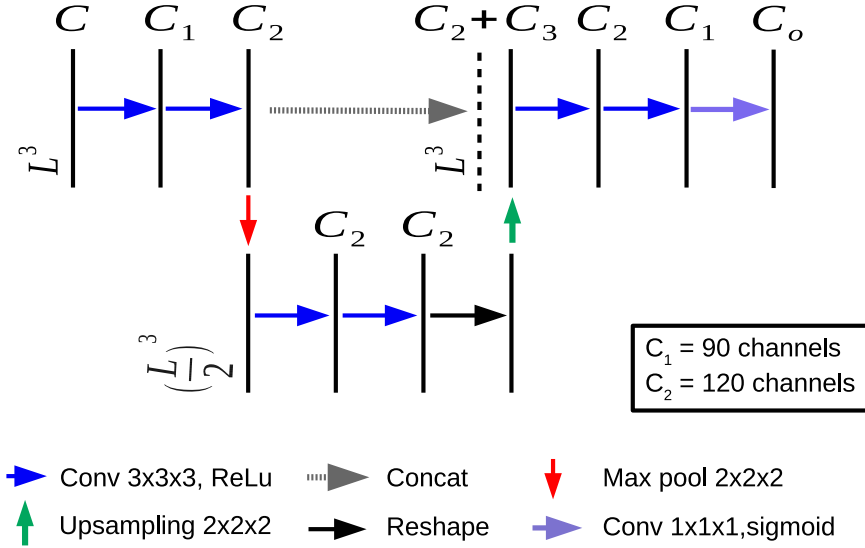 C C₁ C₂ C₂+C₃ C₂ C₁ Cₒ
L³ L³
C₂ C₂
(L/2)³
C₁ = 90 channels
C₂ = 120 channels
Conv 3x3x3, ReLu Concat Max pool 2x2x2
Upsampling 2x2x2 Reshape Conv 1x1x1,sigmoid